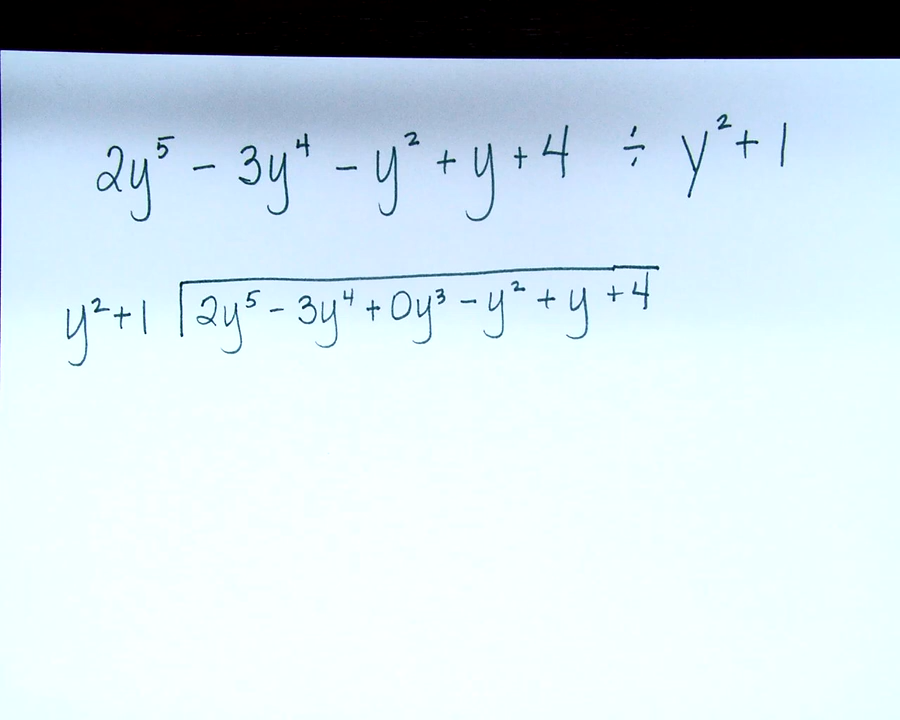 2y⁵ - 3y⁴ - y² + y + 4 ÷ y² + 1
y² + 1 2y⁵ - 3y⁴ + 0y³ - y² + y + 4